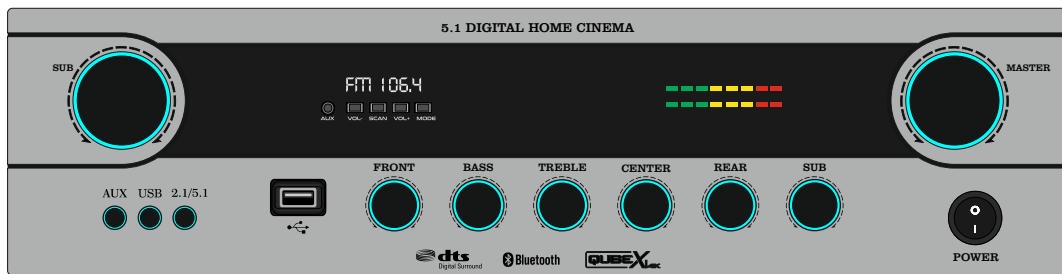 5.1 DIGITAL HOME CINEMA
SUB
MASTER
FM 106.4
AUX VOL- SCAN VOL+ MODE
FRONT BASS TREBLE CENTER REAR SUB
AUX USB 2.1/5.1
O
I
POWER
dts
Digital Surround
Bluetooth
QUBEX